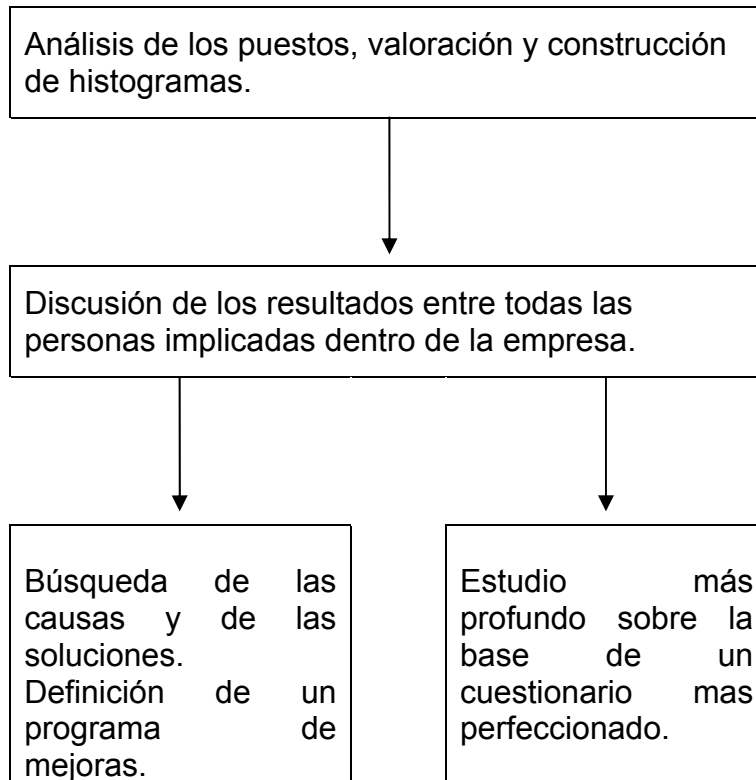 Análisis de los puestos, valoración y construcción
de histogramas.
Discusión de los resultados entre todas las
personas implicadas dentro de la empresa.
Búsqueda de las
causas y de las
soluciones.
Definición de un
programa de
mejoras.
Estudio más
profundo sobre la
base de un
cuestionario mas
perfeccionado.